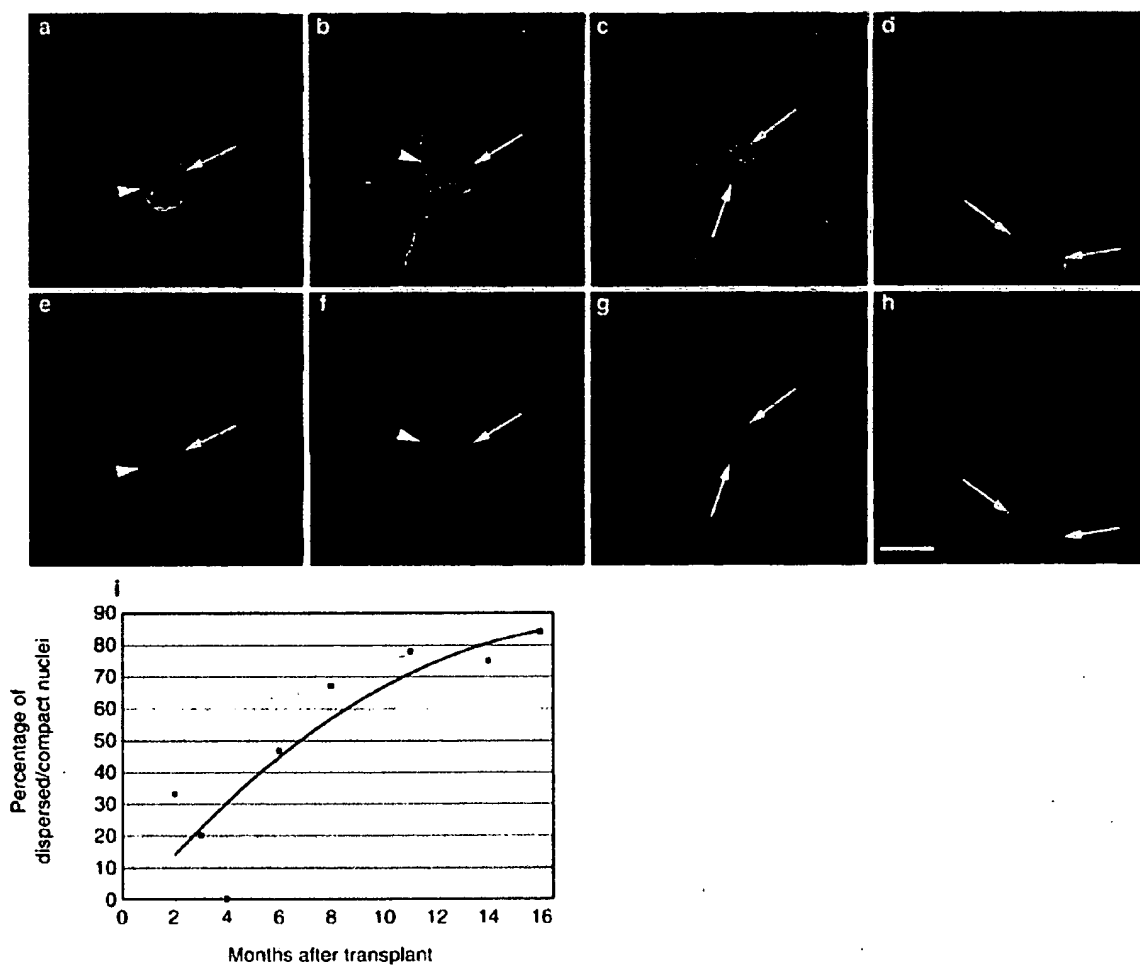 a
b
c
d
e
f
g
h
i
90
80
70
60
50
40
30
20
10
0
0 2 4 6 8 10 12 14 16
Percentage of
dispersed/compact nuclei
Months after transplant